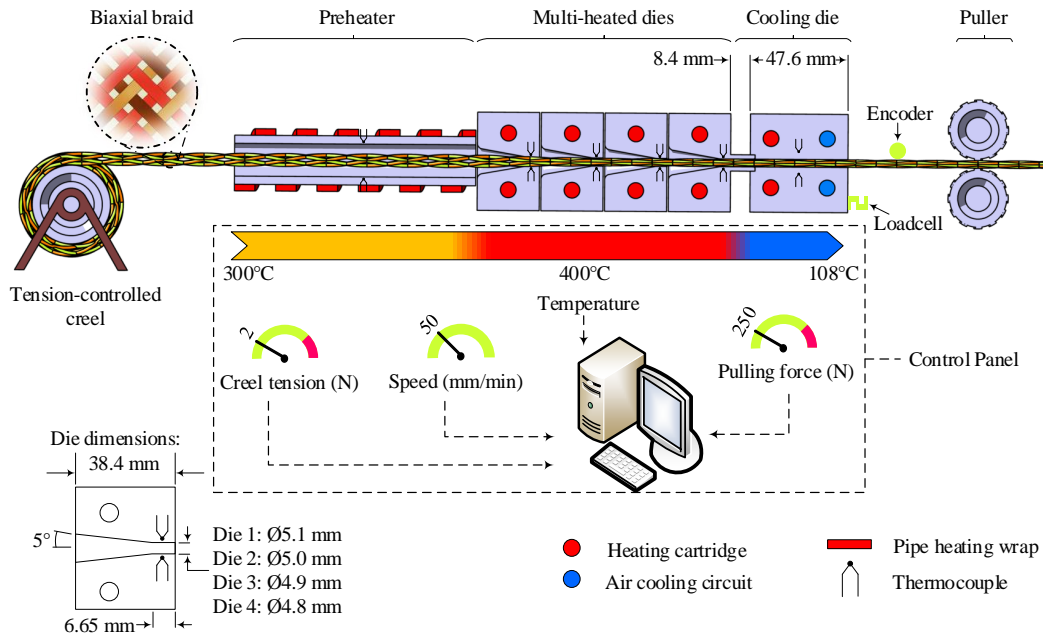 Biaxial braid
Preheater
Multi-heated dies
Cooling die
Puller
8.4 mm
47.6 mm
Encoder
Loadcell
Tension-controlled
creel
300°C
400°C
108°C
Temperature
2
Creel tension (N)
50
Speed (mm/min)
250
Pulling force (N)
Control Panel
Die dimensions:
38.4 mm
5°
Die 1: Ø5.1 mm
Die 2: Ø5.0 mm
Die 3: Ø4.9 mm
Die 4: Ø4.8 mm
6.65 mm
Heating cartridge
Air cooling circuit
Pipe heating wrap
Thermocouple